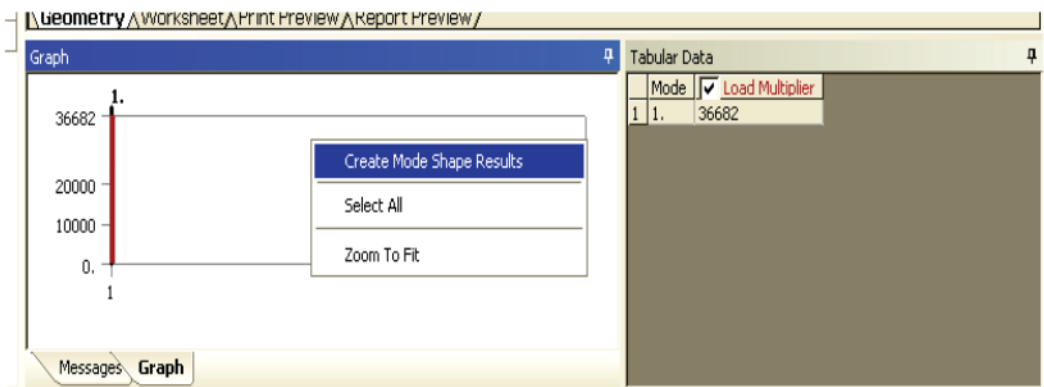 Geometry Worksheet Print Preview Report Preview
Graph
Tabular Data
1.
36682
20000
10000
0.
1
Create Mode Shape Results
Select All
Zoom To Fit
Mode Load Multiplier
1 1. 36682
Messages Graph